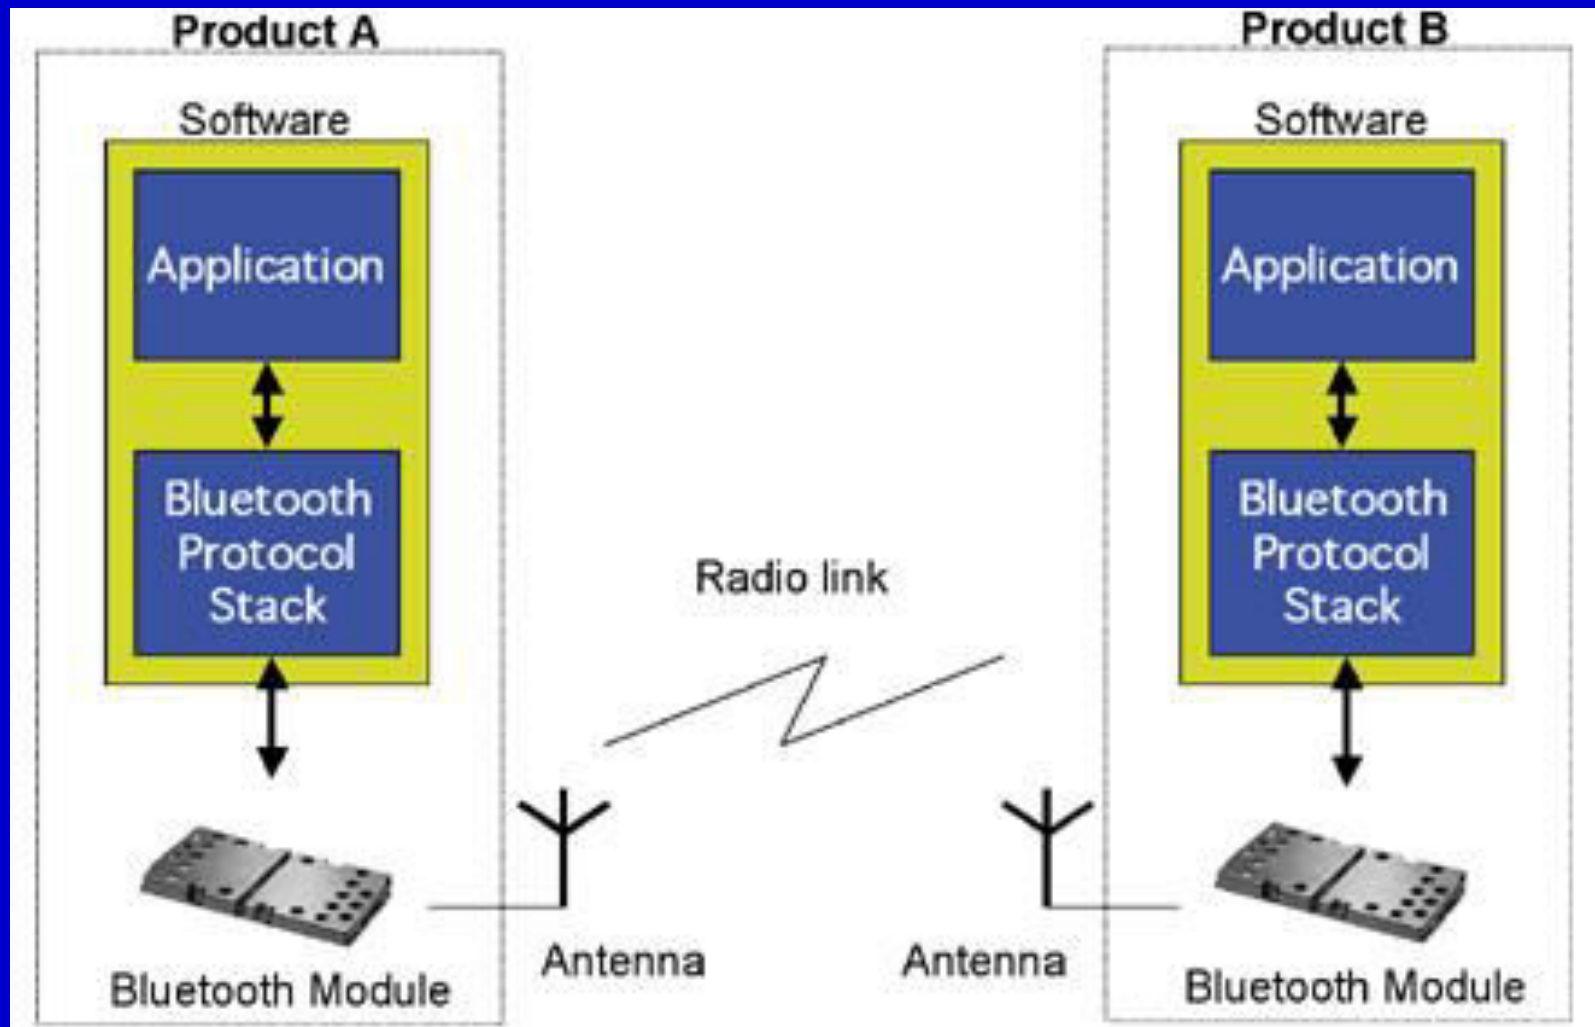 Product A
Software
Application
Bluetooth
Protocol
Stack
Bluetooth Module
Antenna
Radio link
Product B
Software
Application
Bluetooth
Protocol
Stack
Antenna
Bluetooth Module